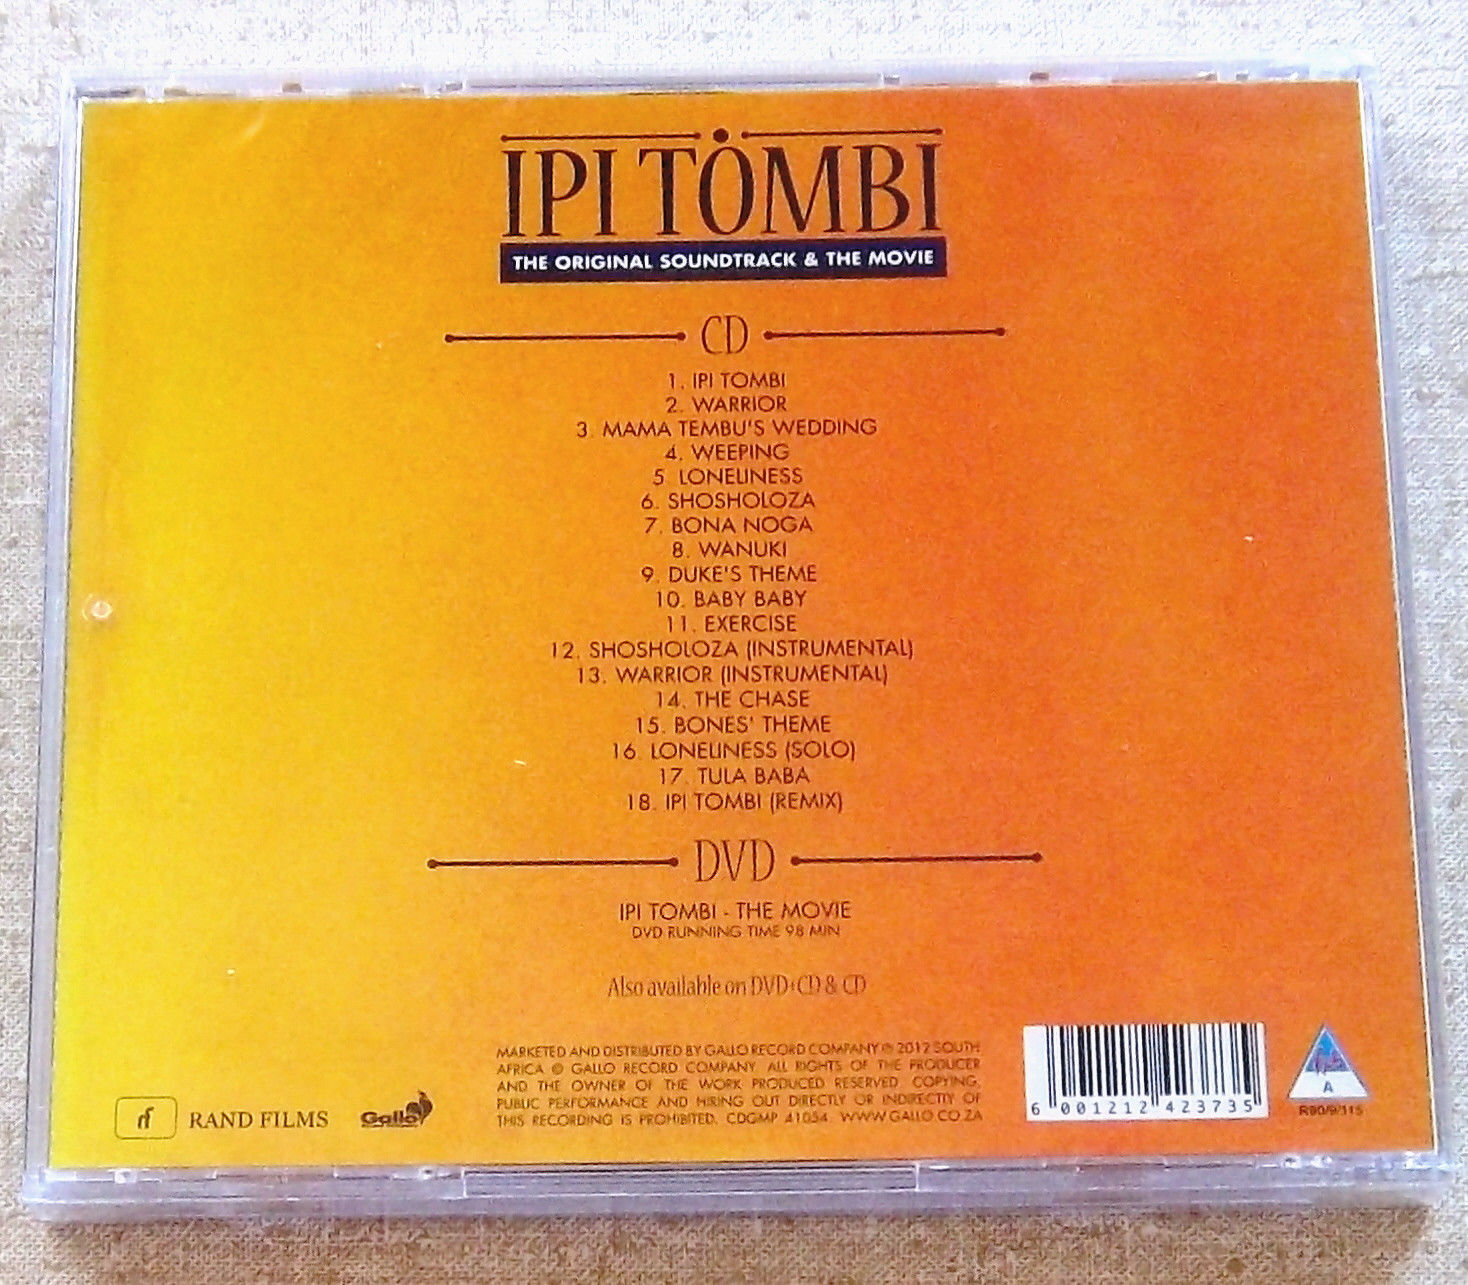 IPI TOMBI
THE ORIGINAL SOUNDTRACK & THE MOVIE
CD
1. IPI TOMBI
2. WARRIOR
3. MAMA TEMBU'S WEDDING
4. WEEPING
5. LONELINESS
6. SHOSHOLOZA
7. BONA NOGA
8. WANUKI
9. DUKE'S THEME
10. BABY BABY
11. EXERCISE
12. SHOSHOLOZA (INSTRUMENTAL)
13. WARRIOR (INSTRUMENTAL)
14. THE CHASE
15. BONES' THEME
16. LONELINESS (SOLO)
17. TULA BABA
18. IPI TOMBI (REMIX)
DVD
IPI TOMBI - THE MOVIE
DVD RUNNING TIME 98 MIN
Also available on DVD+CD & CD
MARKETED AND DISTRIBUTED BY GALLO RECORD COMPANY ℗ 2012 SOUTH
AFRICA © GALLO RECORD COMPANY. ALL RIGHTS OF THE PRODUCER
AND THE OWNER OF THE WORK PRODUCED RESERVED. COPYING,
PUBLIC PERFORMANCE AND HIRING OUT DIRECTLY OR INDIRECTLY OF
THIS RECORDING IS PROHIBITED. CDGMP 41054. WWW.GALLO.CO.ZA
rf RAND FILMS
Gallo
6 001212 423735
A
R90/9/115